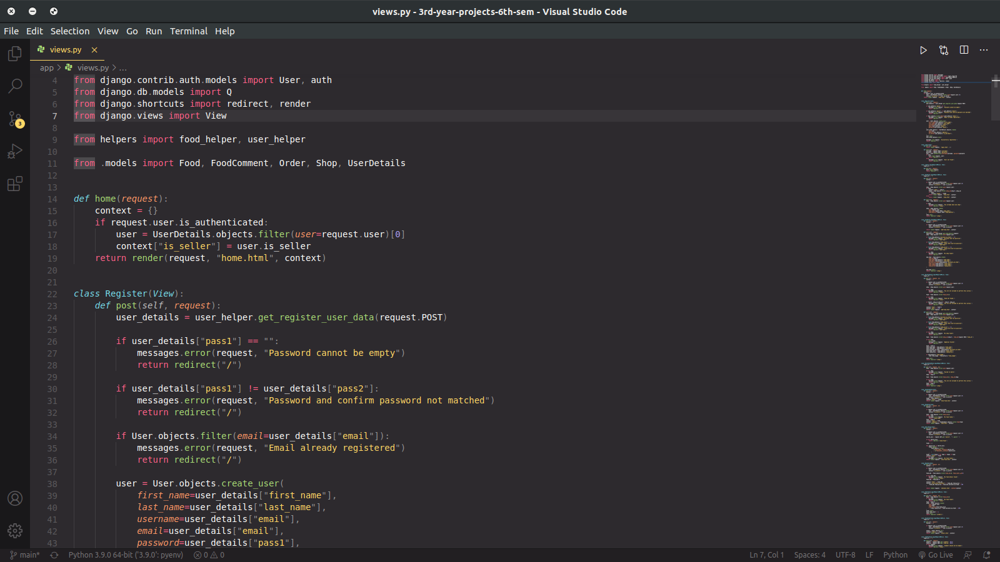 views.py - 3rd-year-projects-6th-sem - Visual Studio Code
File Edit Selection View Go Run Terminal Help
views.py
app > views.py > ...
4 from django.contrib.auth.models import User, auth
5 from django.db.models import Q
6 from django.shortcuts import redirect, render
7 from django.views import View
8
9 from helpers import food_helper, user_helper
10
11 from .models import Food, FoodComment, Order, Shop, UserDetails
12
13
14 def home(request):
15     context = {}
16     if request.user.is_authenticated:
17         user = UserDetails.objects.filter(user=request.user)[0]
18         context["is_seller"] = user.is_seller
19     return render(request, "home.html", context)
20
21
22 class Register(View):
23     def post(self, request):
24         user_details = user_helper.get_register_user_data(request.POST)
25
26         if user_details["pass1"] == "":
27             messages.error(request, "Password cannot be empty")
28             return redirect("/")
29
30         if user_details["pass1"] != user_details["pass2"]:
31             messages.error(request, "Password and confirm password not matched")
32             return redirect("/")
33
34         if User.objects.filter(email=user_details["email"]):
35             messages.error(request, "Email already registered")
36             return redirect("/")
37
38         user = User.objects.create_user(
39             first_name=user_details["first_name"],
40             last_name=user_details["last_name"],
41             username=user_details["email"],
42             email=user_details["email"],
43             password=user_details["pass1"],
3
main* Python 3.9.0 64-bit ('3.9.0': pyenv) 0 0 Ln 7, Col 1 Spaces: 4 UTF-8 LF Python Go Live